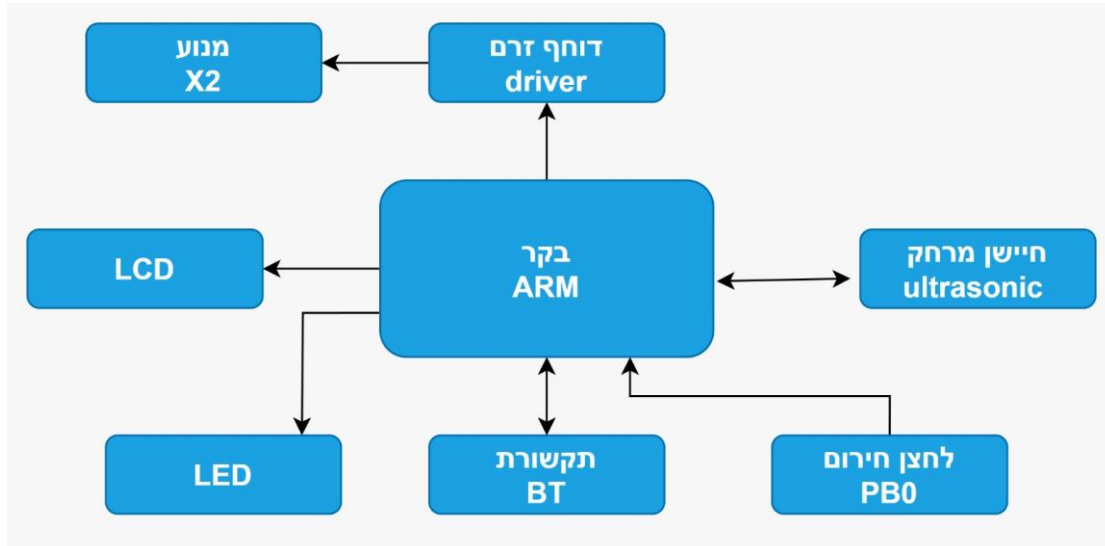 מנוע
X2
דוחף זרם
driver
LCD
בקר
ARM
חיישן מרחק
ultrasonic
LED
תקשורת
BT
לחצן חירום
PB0